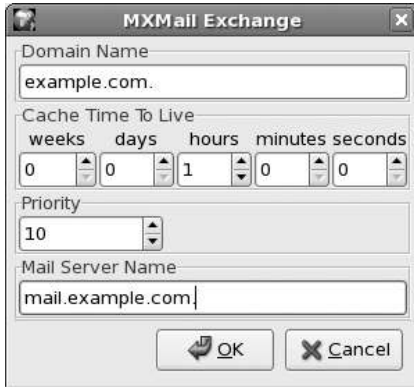 MXMail Exchange
Domain Name
example.com.
Cache Time To Live
weeks days hours minutes seconds
0 0 1 0 0
Priority
10
Mail Server Name
mail.example.com.
OK Cancel